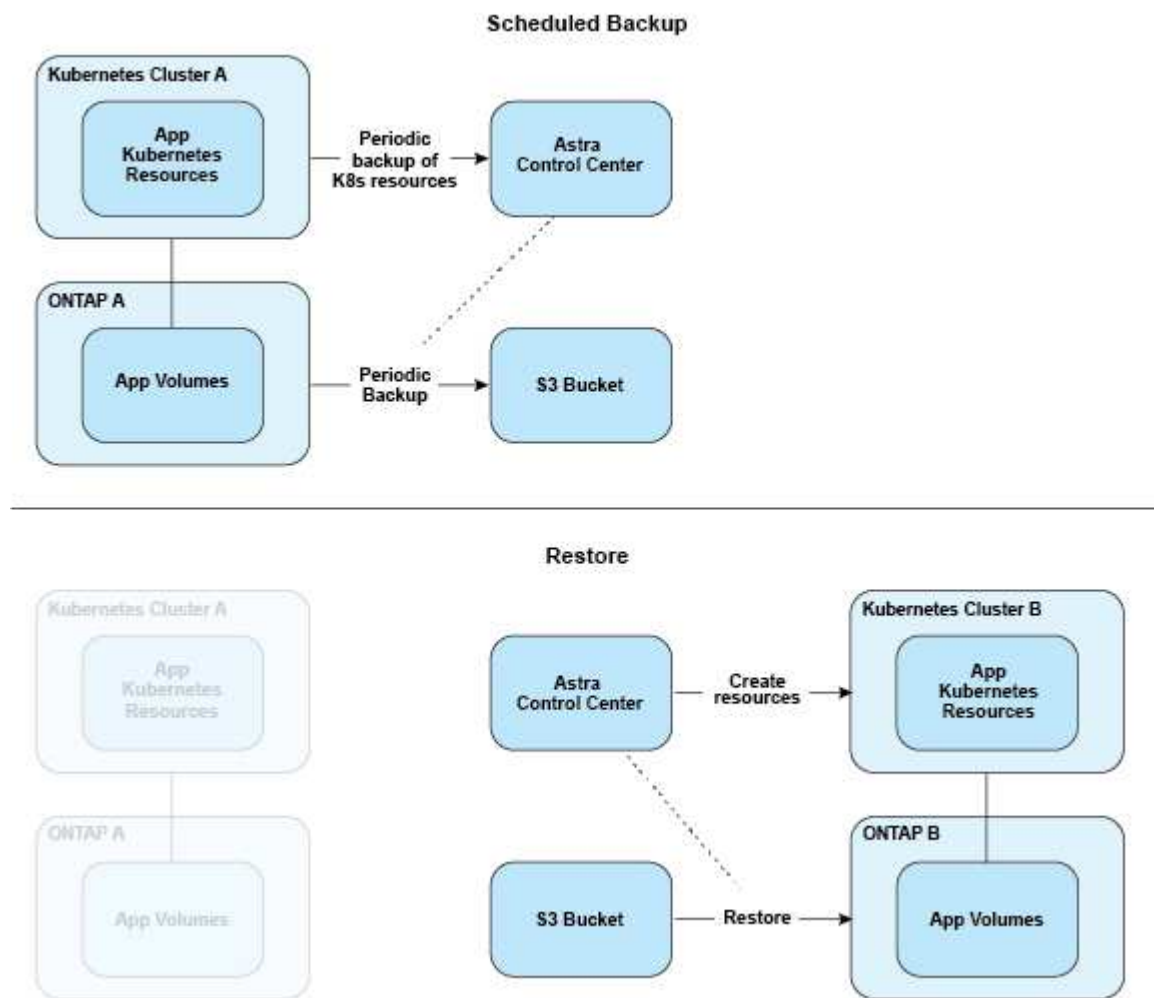 Scheduled Backup
Kubernetes Cluster A
App
Kubernetes
Resources
Periodic
backup of
K8s resources
Astra
Control Center
ONTAP A
App Volumes
Periodic
Backup
S3 Bucket
Restore
Kubernetes Cluster A
App
Kubernetes
Resources
Astra
Control Center
Create
resources
Kubernetes Cluster B
App
Kubernetes
Resources
ONTAP A
App Volumes
S3 Bucket
Restore
ONTAP B
App Volumes